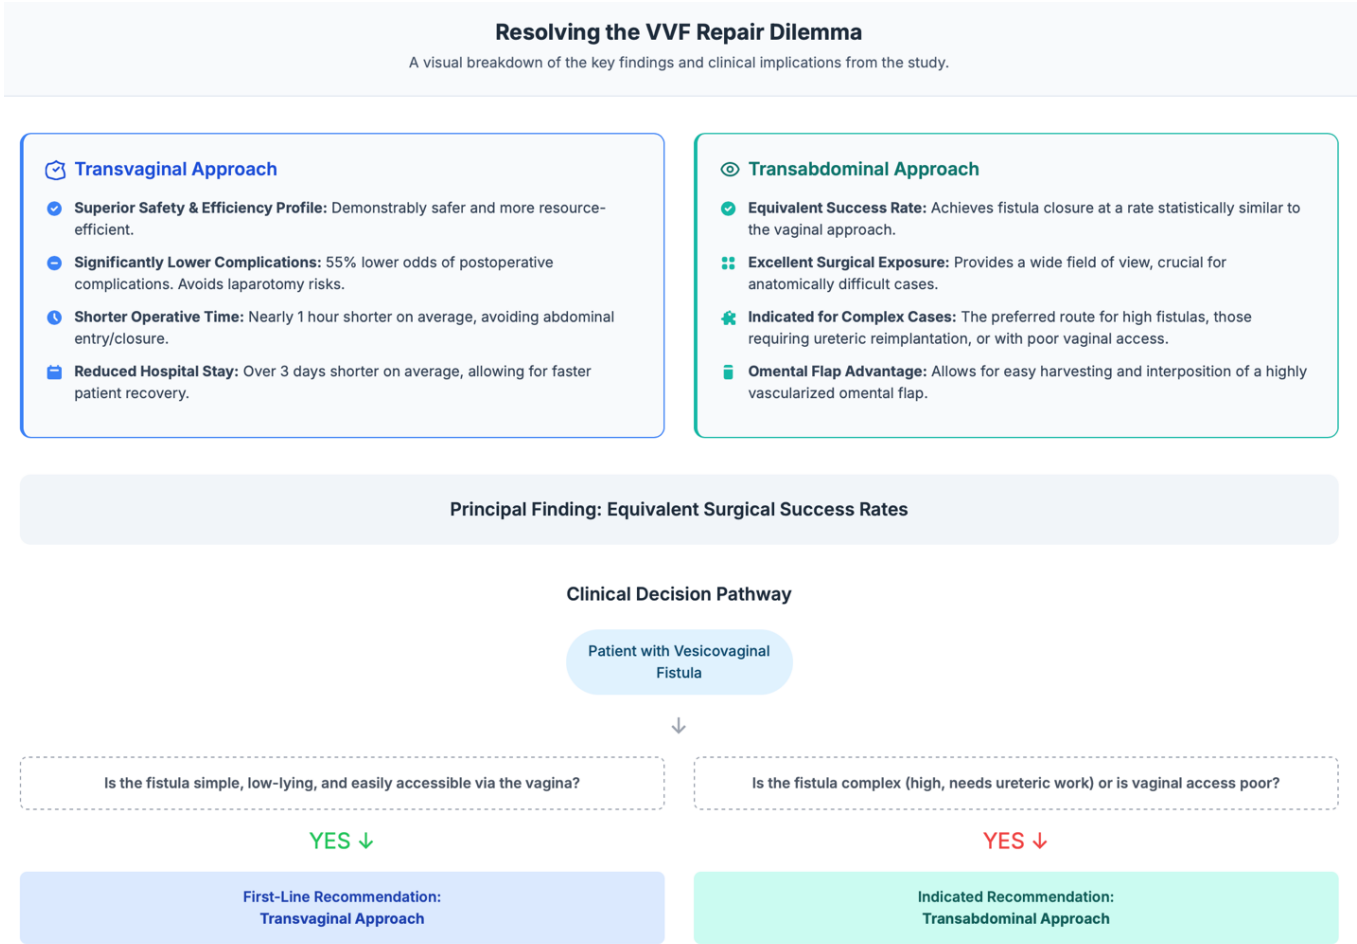 Resolving the VVF Repair Dilemma
A visual breakdown of the key findings and clinical implications from the study.
Transvaginal Approach
Superior Safety & Efficiency Profile: Demonstrably safer and more resource-
efficient.
Significantly Lower Complications: 55% lower odds of postoperative
complications. Avoids laparotomy risks.
Shorter Operative Time: Nearly 1 hour shorter on average, avoiding abdominal
entry/closure.
Reduced Hospital Stay: Over 3 days shorter on average, allowing for faster
patient recovery.
Transabdominal Approach
Equivalent Success Rate: Achieves fistula closure at a rate statistically similar to
the vaginal approach.
Excellent Surgical Exposure: Provides a wide field of view, crucial for
anatomically difficult cases.
Indicated for Complex Cases: The preferred route for high fistulas, those
requiring ureteric reimplantation, or with poor vaginal access.
Omental Flap Advantage: Allows for easy harvesting and interposition of a highly
vascularized omental flap.
Principal Finding: Equivalent Surgical Success Rates
Clinical Decision Pathway
Patient with Vesicovaginal
Fistula
↓
Is the fistula simple, low-lying, and easily accessible via the vagina?
YES ↓
First-Line Recommendation:
Transvaginal Approach
Is the fistula complex (high, needs ureteric work) or is vaginal access poor?
YES ↓
Indicated Recommendation:
Transabdominal Approach